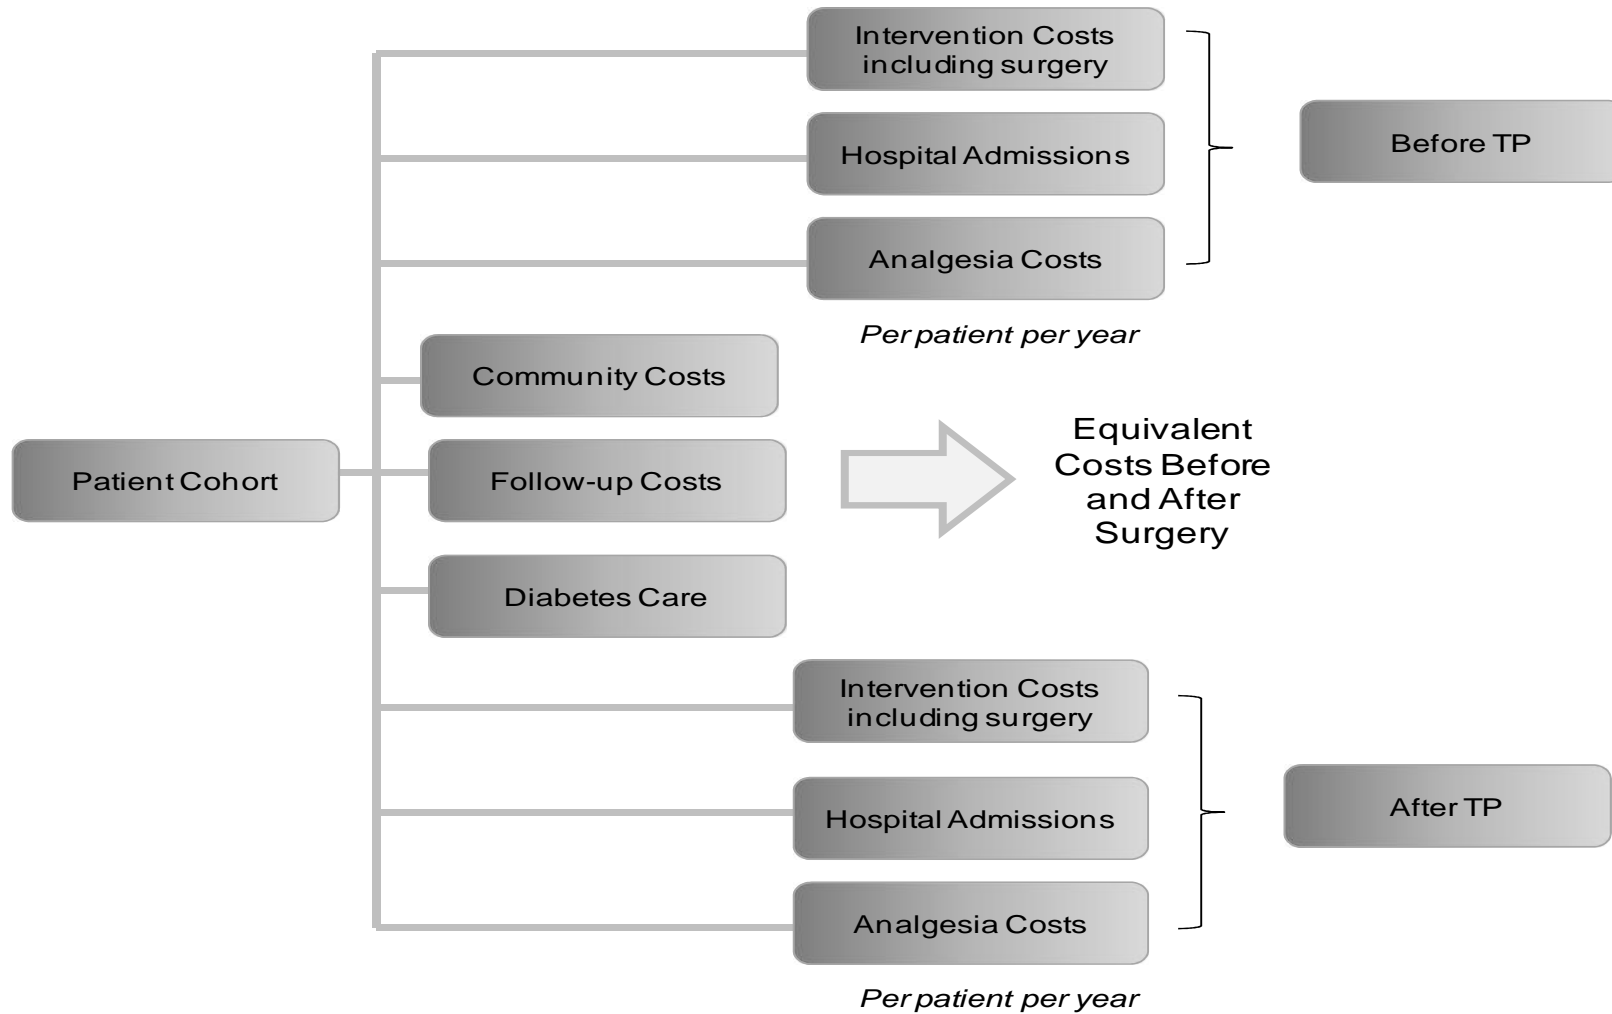 Intervention Costs
including surgery
Before TP
Hospital Admissions
Analgesia Costs
Per patient per year
Community Costs
Patient Cohort
Follow-up Costs
Equivalent
Costs Before
and After
Surgery
Diabetes Care
Intervention Costs
including surgery
Hospital Admissions
After TP
Analgesia Costs
Per patient per year